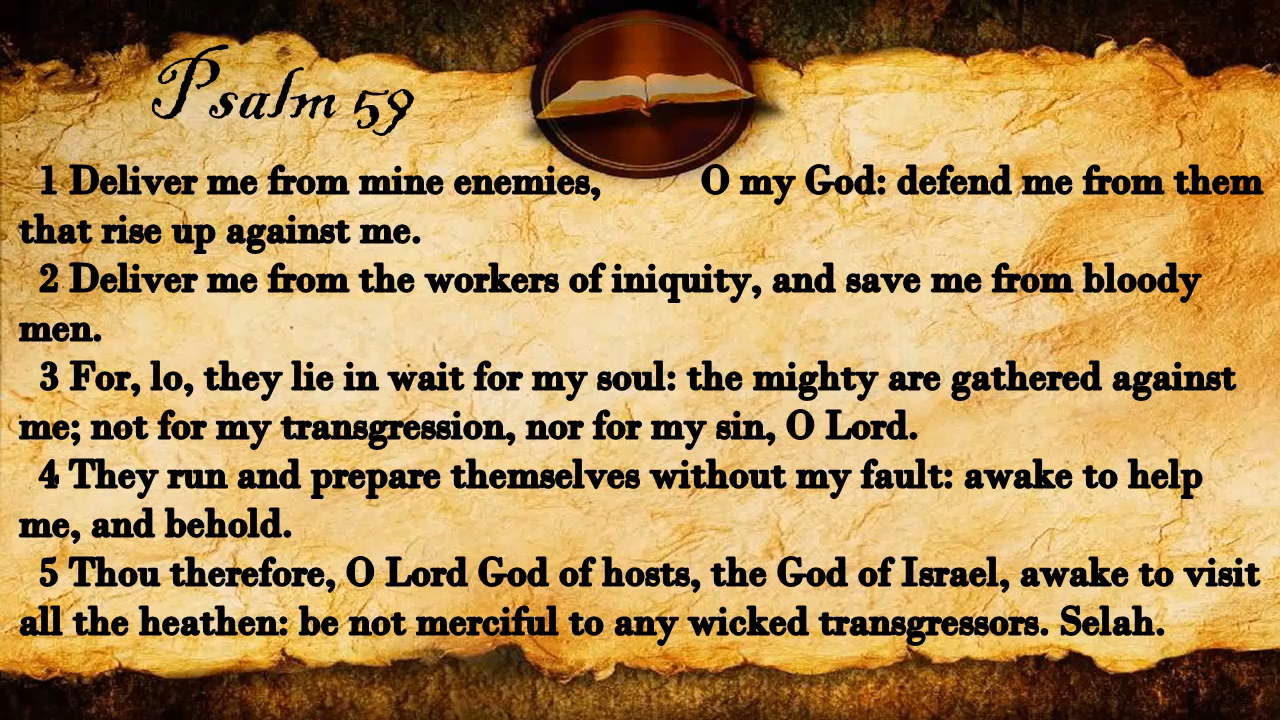 Psalm 59
1 Deliver me from mine enemies, O my God: defend me from them
that rise up against me.
2 Deliver me from the workers of iniquity, and save me from bloody
men.
3 For, lo, they lie in wait for my soul: the mighty are gathered against
me; not for my transgression, nor for my sin, O Lord.
4 They run and prepare themselves without my fault: awake to help
me, and behold.
5 Thou therefore, O Lord God of hosts, the God of Israel, awake to visit
all the heathen: be not merciful to any wicked transgressors. Selah.